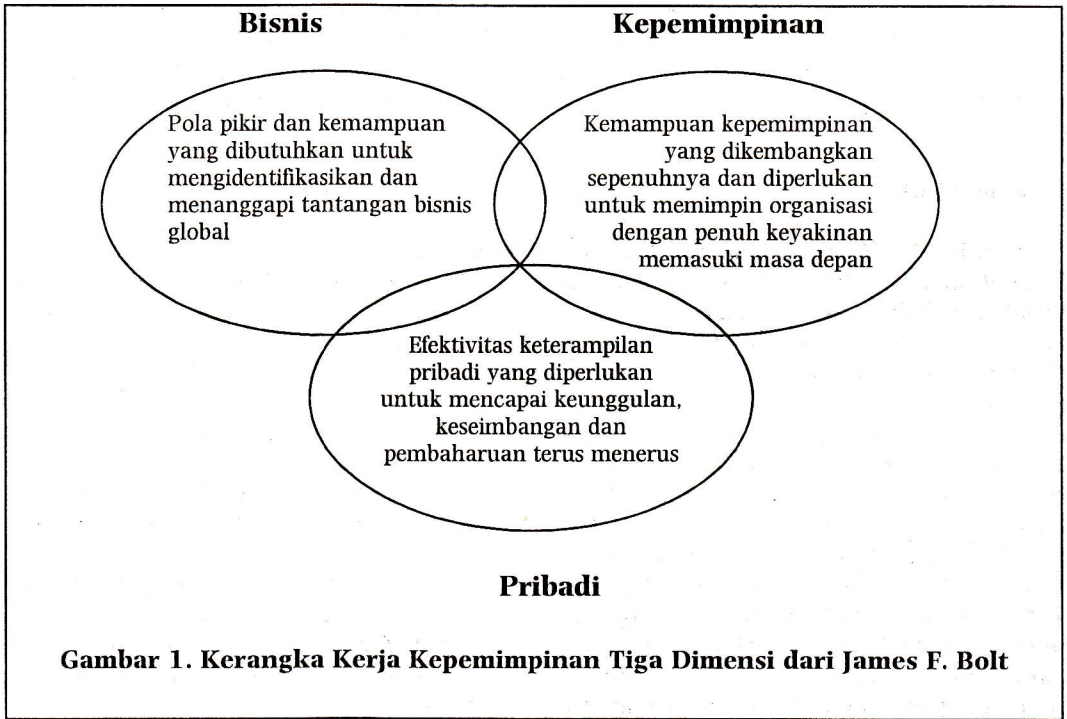 Bisnis
Kepemimpinan
Pola pikir dan kemampuan
yang dibutuhkan untuk
mengidentifikasikan dan
menanggapi tantangan bisnis
global
Kemampuan kepemimpinan
yang dikembangkan
sepenuhnya dan diperlukan
untuk memimpin organisasi
dengan penuh keyakinan
memasuki masa depan
Efektivitas keterampilan
pribadi yang diperlukan
untuk mencapai keunggulan,
keseimbangan dan
pembaharuan terus menerus
Pribadi
Gambar 1. Kerangka Kerja Kepemimpinan Tiga Dimensi dari James F. Bolt